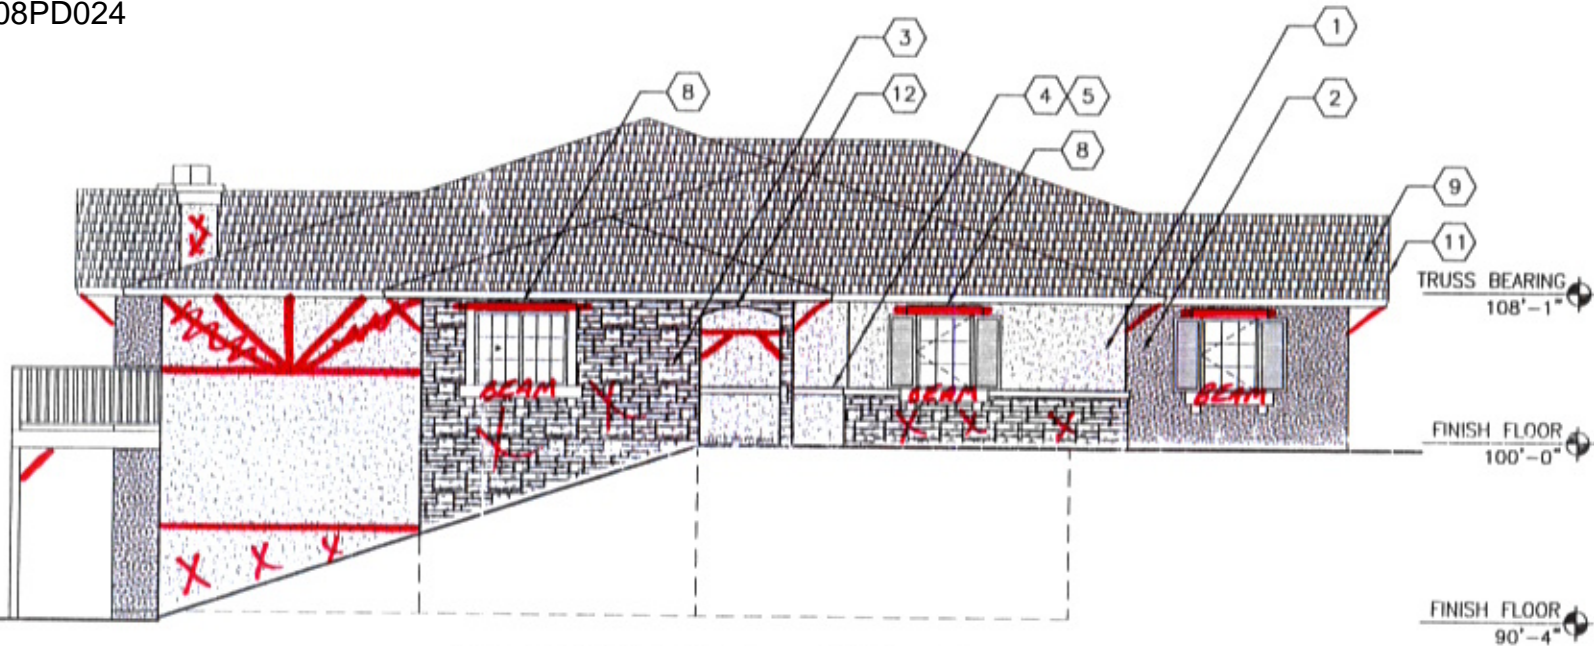 08PD024
3
1
12
8
4 5
2
8
9
11
TRUSS BEARING
108'-1"
BEAM
BEAM
BEAM
FINISH FLOOR
100'-0"
FINISH FLOOR
90'-4"